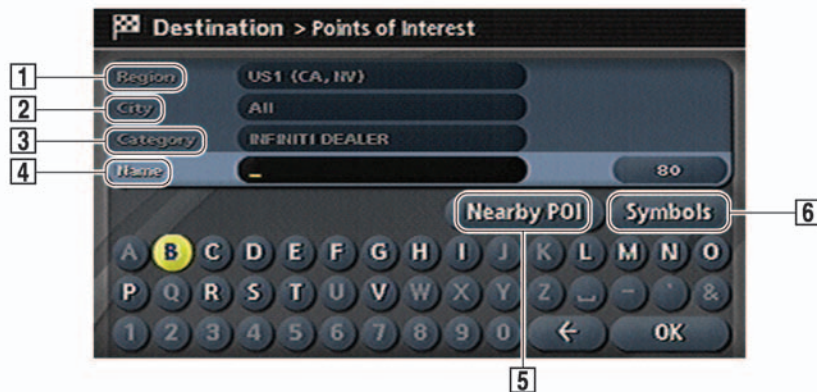 Destination > Points of Interest
1 Region US1 (CA, NV)
2 City All
3 Category INFINITI DEALER
4 Name _ 80
Nearby POI Symbols 6
A B C D E F G H I J K L M N O
P Q R S T U V W X Y Z ␣ - ` &
1 2 3 4 5 6 7 8 9 0 ← OK
5